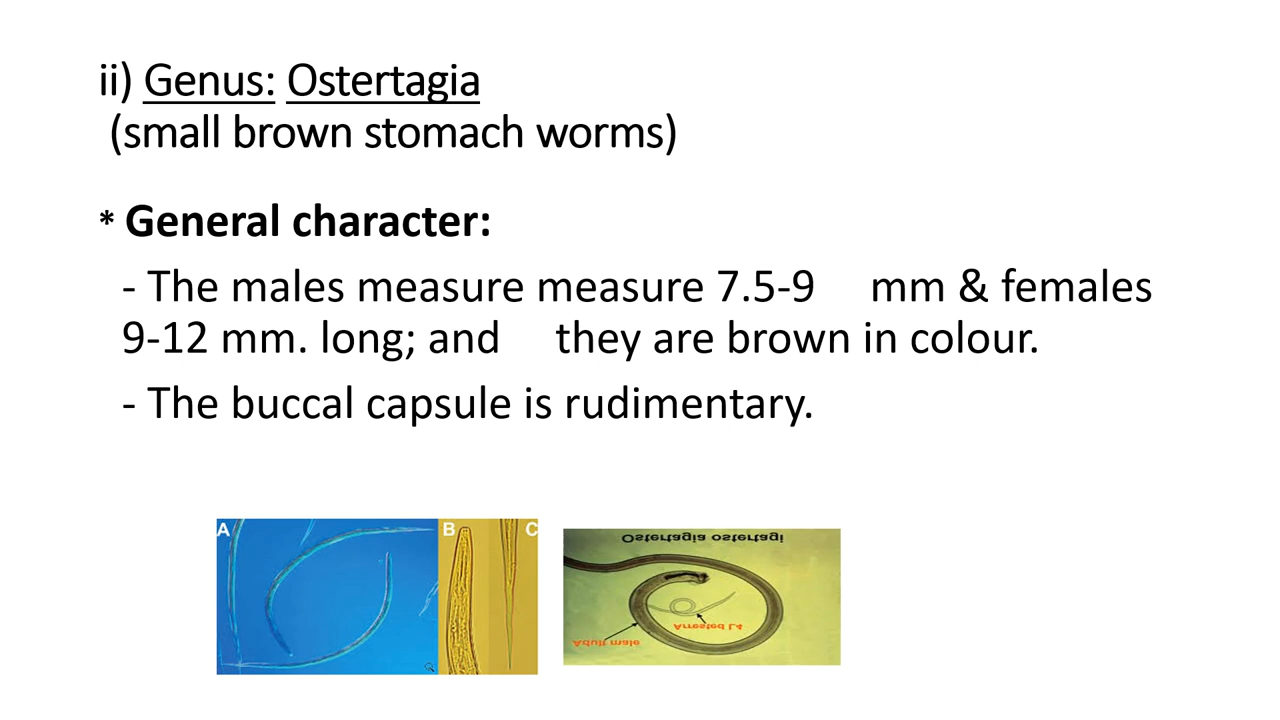 ii) Genus: Ostertagia
(small brown stomach worms)
* General character:
- The males measure measure 7.5-9 mm & females
9-12 mm. long; and they are brown in colour.
- The buccal capsule is rudimentary.
A B C
Ostertagia ostertagi
Arrested L4
Adult male